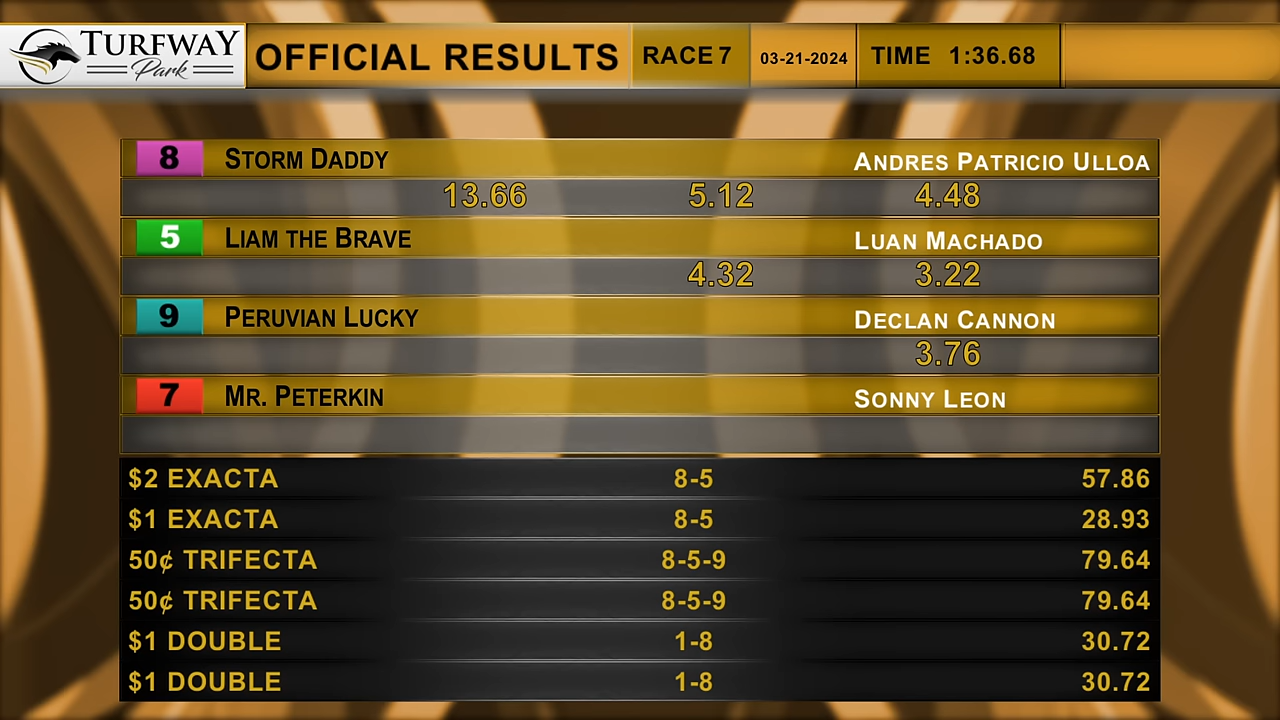 TURFWAY Park OFFICIAL RESULTS RACE 7 03-21-2024 TIME 1:36.68
8 STORM DADDY ANDRES PATRICIO ULLOA
13.66 5.12 4.48
5 LIAM THE BRAVE LUAN MACHADO
4.32 3.22
9 PERUVIAN LUCKY DECLAN CANNON
3.76
7 MR. PETERKIN SONNY LEON
$2 EXACTA 8-5 57.86
$1 EXACTA 8-5 28.93
50¢ TRIFECTA 8-5-9 79.64
50¢ TRIFECTA 8-5-9 79.64
$1 DOUBLE 1-8 30.72
$1 DOUBLE 1-8 30.72